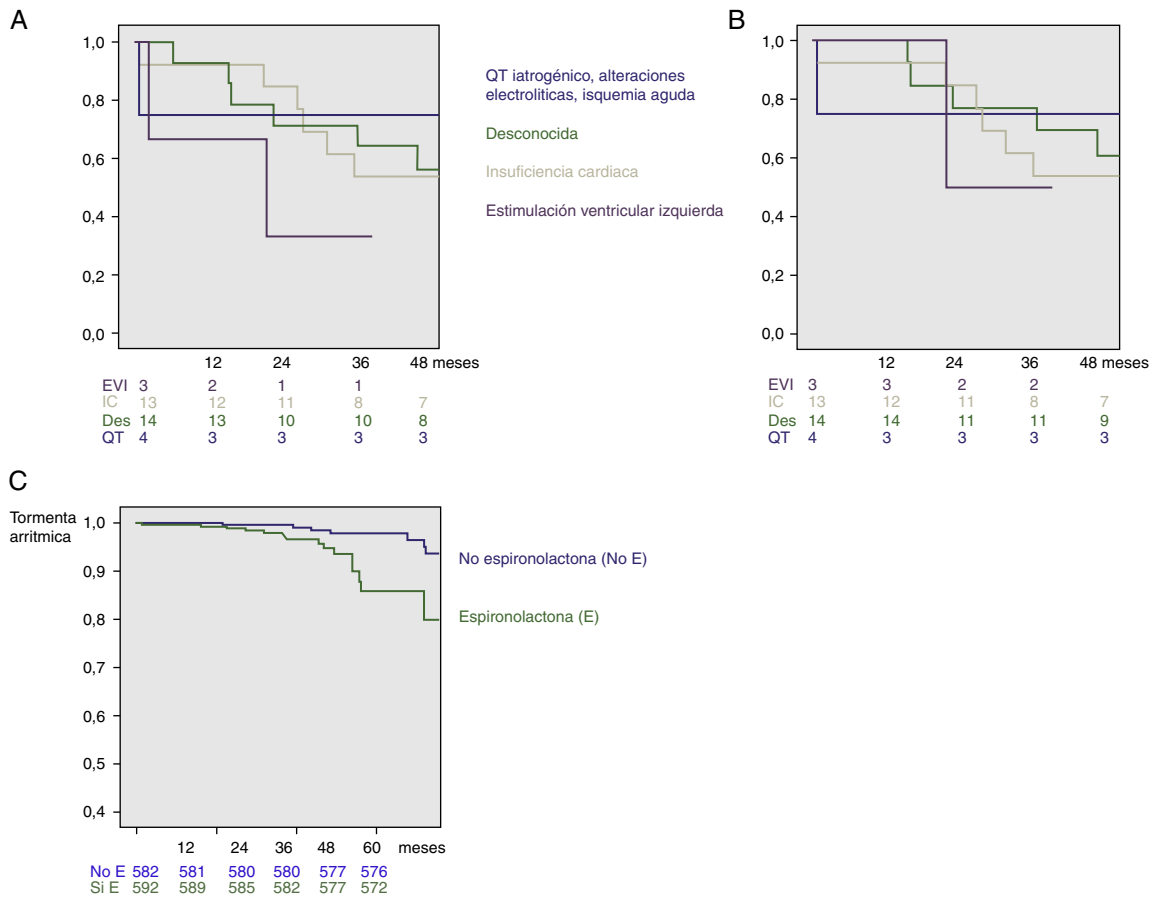 A
1,0
0,8
0,6
0,4
0,2
0,0
12 24 36 48 meses
EVI 3 2 1 1
IC 13 12 11 8 7
Des 14 13 10 10 8
QT 4 3 3 3 3
QT iatrogénico, alteraciones
electroliticas, isquemia aguda
Desconocida
Insuficiencia cardiaca
Estimulación ventricular izquierda
B
1,0
0,8
0,6
0,4
0,2
0,0
12 24 36 48 meses
EVI 3 3 2 2
IC 13 12 11 8 7
Des 14 14 11 11 9
QT 4 3 3 3 3
C
Tormenta
arritmica
1,0
0,9
0,8
0,7
0,6
0,5
0,4
12 24 36 48 60 meses
No E 582 581 580 580 577 576
Si E 592 589 585 582 577 572
No espironolactona (No E)
Espironolactona (E)